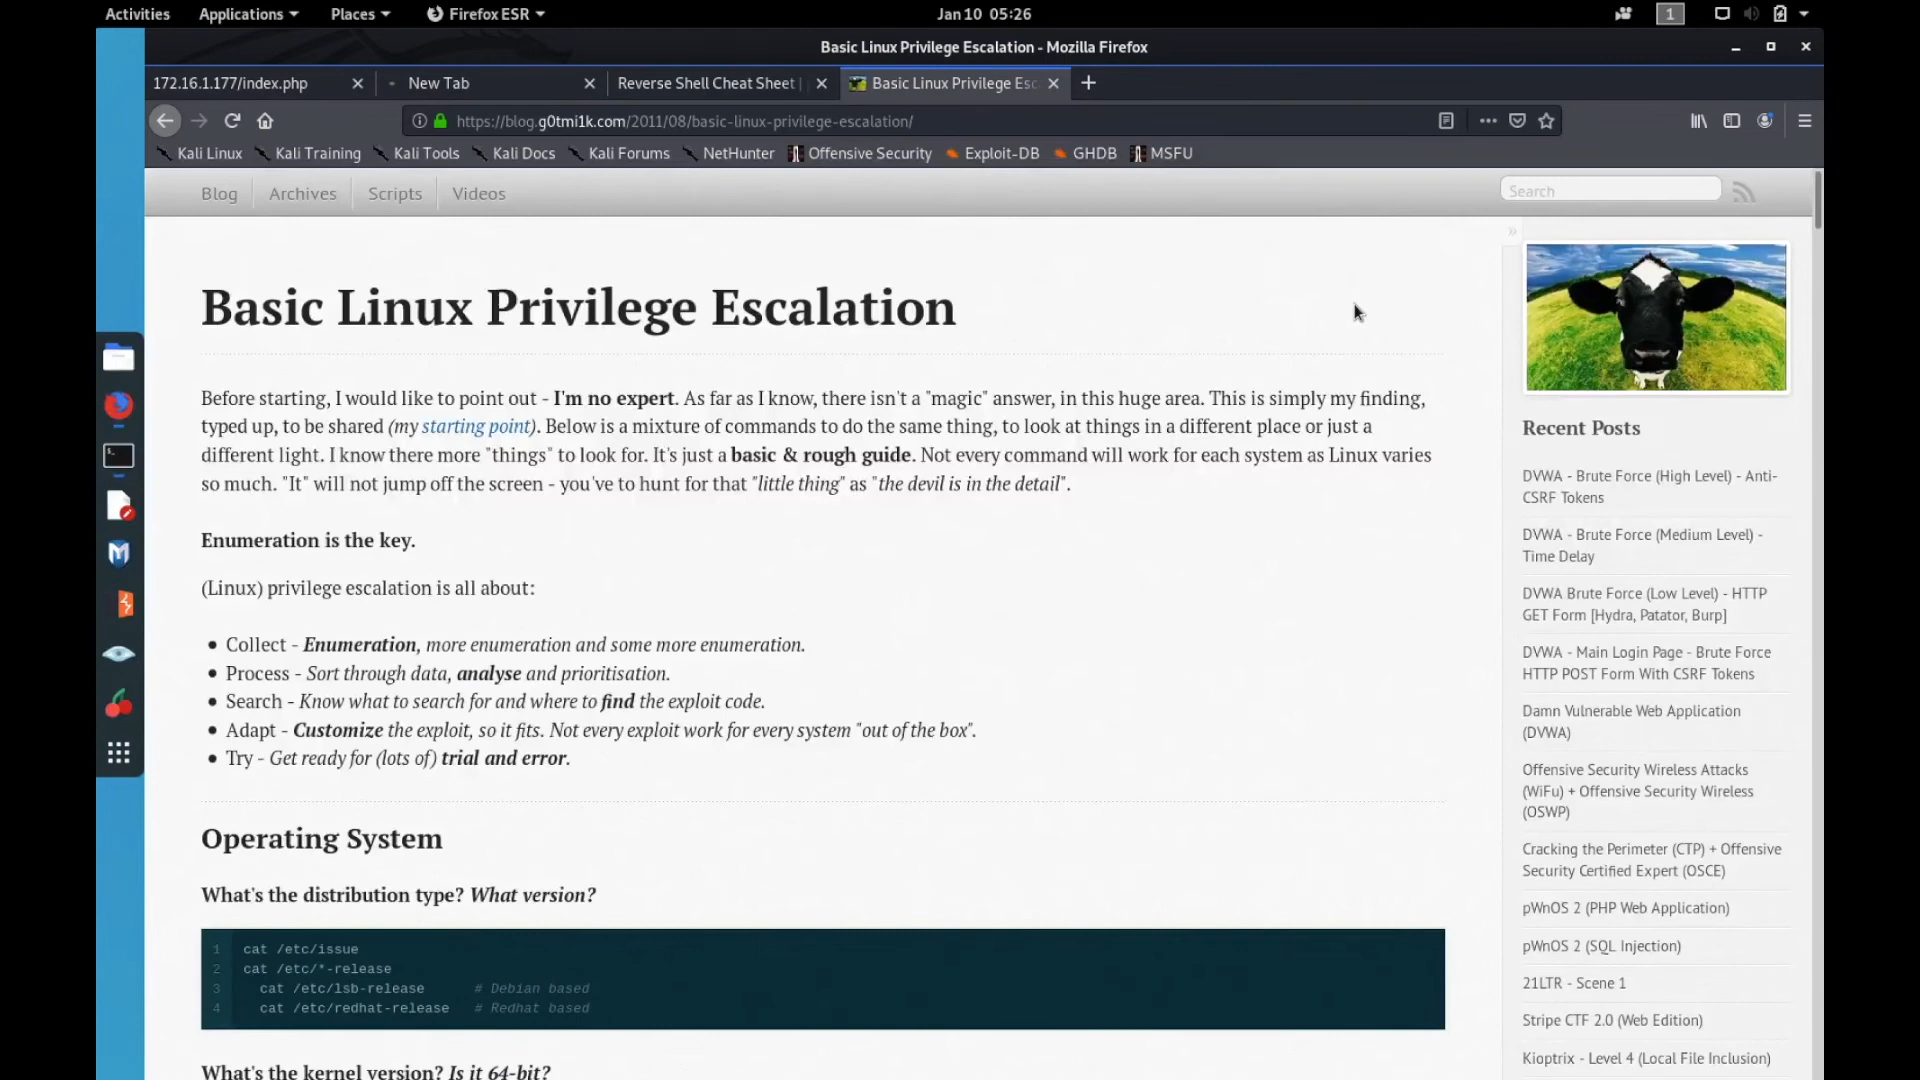 Activities Applications Places Firefox ESR Jan 10 05:26 1
Basic Linux Privilege Escalation - Mozilla Firefox
172.16.1.177/index.php New Tab Reverse Shell Cheat Sheet | Basic Linux Privilege Esc
https://blog.g0tmi1k.com/2011/08/basic-linux-privilege-escalation/
Kali Linux Kali Training Kali Tools Kali Docs Kali Forums NetHunter Offensive Security Exploit-DB GHDB MSFU
Blog Archives Scripts Videos Search
»
Basic Linux Privilege Escalation
Before starting, I would like to point out - I'm no expert. As far as I know, there isn't a "magic" answer, in this huge area. This is simply my finding,
typed up, to be shared (my starting point). Below is a mixture of commands to do the same thing, to look at things in a different place or just a
different light. I know there more "things" to look for. It's just a basic & rough guide. Not every command will work for each system as Linux varies
so much. "It" will not jump off the screen - you've to hunt for that "little thing" as "the devil is in the detail".
Enumeration is the key.
(Linux) privilege escalation is all about:
• Collect - Enumeration, more enumeration and some more enumeration.
• Process - Sort through data, analyse and prioritisation.
• Search - Know what to search for and where to find the exploit code.
• Adapt - Customize the exploit, so it fits. Not every exploit work for every system "out of the box".
• Try - Get ready for (lots of) trial and error.
Operating System
What's the distribution type? What version?
1 cat /etc/issue
2 cat /etc/*-release
3 cat /etc/lsb-release # Debian based
4 cat /etc/redhat-release # Redhat based
What's the kernel version? Is it 64-bit?
Recent Posts
DVWA - Brute Force (High Level) - Anti-
CSRF Tokens
DVWA - Brute Force (Medium Level) -
Time Delay
DVWA Brute Force (Low Level) - HTTP
GET Form [Hydra, Patator, Burp]
DVWA - Main Login Page - Brute Force
HTTP POST Form With CSRF Tokens
Damn Vulnerable Web Application
(DVWA)
Offensive Security Wireless Attacks
(WiFu) + Offensive Security Wireless
(OSWP)
Cracking the Perimeter (CTP) + Offensive
Security Certified Expert (OSCE)
pWnOS 2 (PHP Web Application)
pWnOS 2 (SQL Injection)
21LTR - Scene 1
Stripe CTF 2.0 (Web Edition)
Kioptrix - Level 4 (Local File Inclusion)